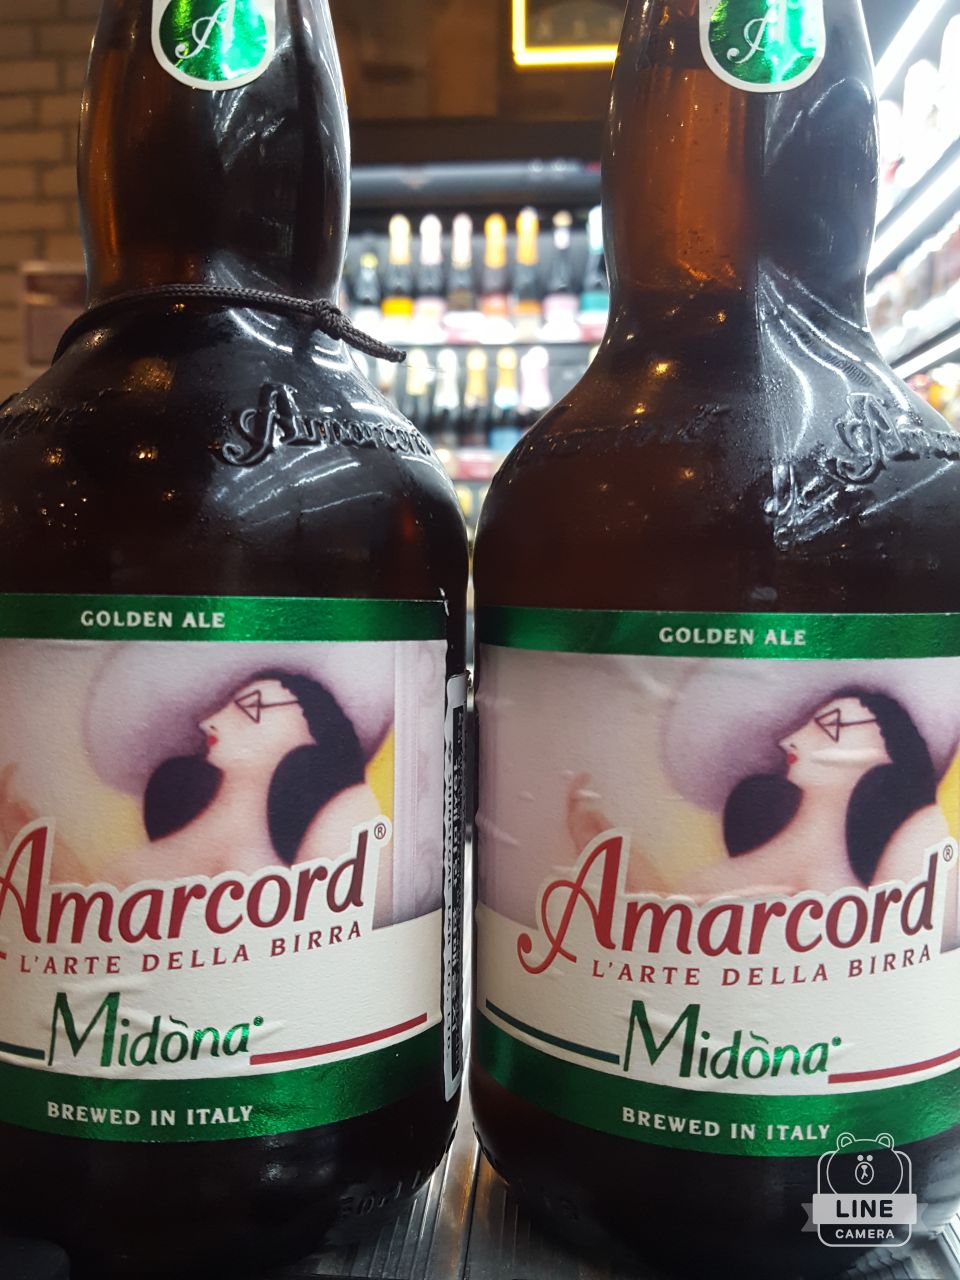 A
A
Amarcord
GOLDEN ALE
GOLDEN ALE
Amarcord®
L'ARTE DELLA BIRRA
Midòna
BREWED IN ITALY
Amarcord®
L'ARTE DELLA BIRRA
Midòna
BREWED IN ITALY
LINE
CAMERA